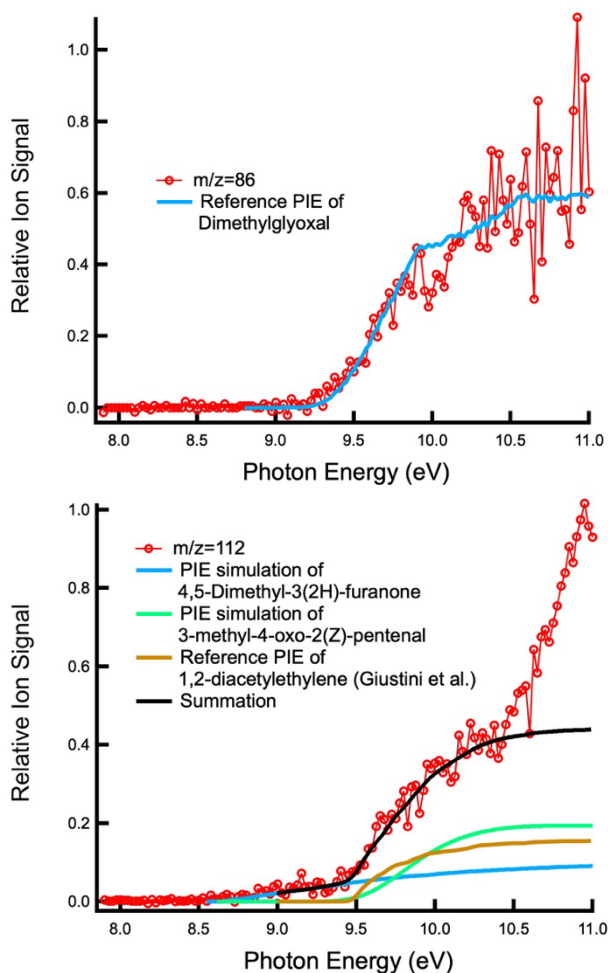 1.0
0.8
0.6
0.4
0.2
0.0
Relative Ion Signal
m/z=86
Reference PIE of
Dimethylglyoxal
8.0 8.5 9.0 9.5 10.0 10.5 11.0
Photon Energy (eV)
1.0
0.8
0.6
0.4
0.2
0.0
Relative Ion Signal
m/z=112
PIE simulation of
4,5-Dimethyl-3(2H)-furanone
PIE simulation of
3-methyl-4-oxo-2(Z)-pentenal
Reference PIE of
1,2-diacetylethylene (Giustini et al.)
Summation
8.0 8.5 9.0 9.5 10.0 10.5 11.0
Photon Energy (eV)